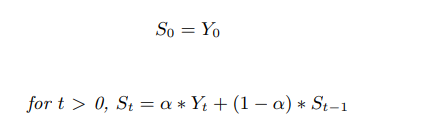 S₀ = Y₀
for t > 0, Sₜ = α ∗ Yₜ + (1 − α) ∗ Sₜ₋₁